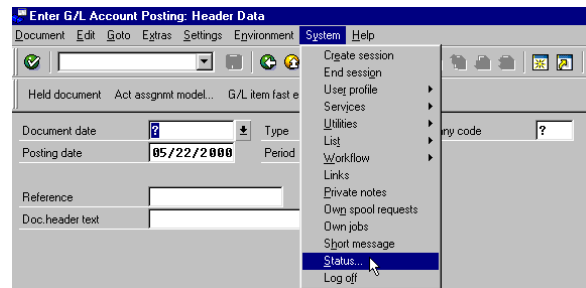 Enter G/L Account Posting: Header Data
Document Edit Goto Extras Settings Environment System Help
Create session
End session
Held document Act assgnmt model... G/L item fast e
User profile
Services
Document date ? Type ny code ?
Utilities
List
Posting date 05/22/2000 Period
Workflow
Links
Reference
Private notes
Own spool requests
Doc.header text
Own jobs
Short message
Status...
Log off